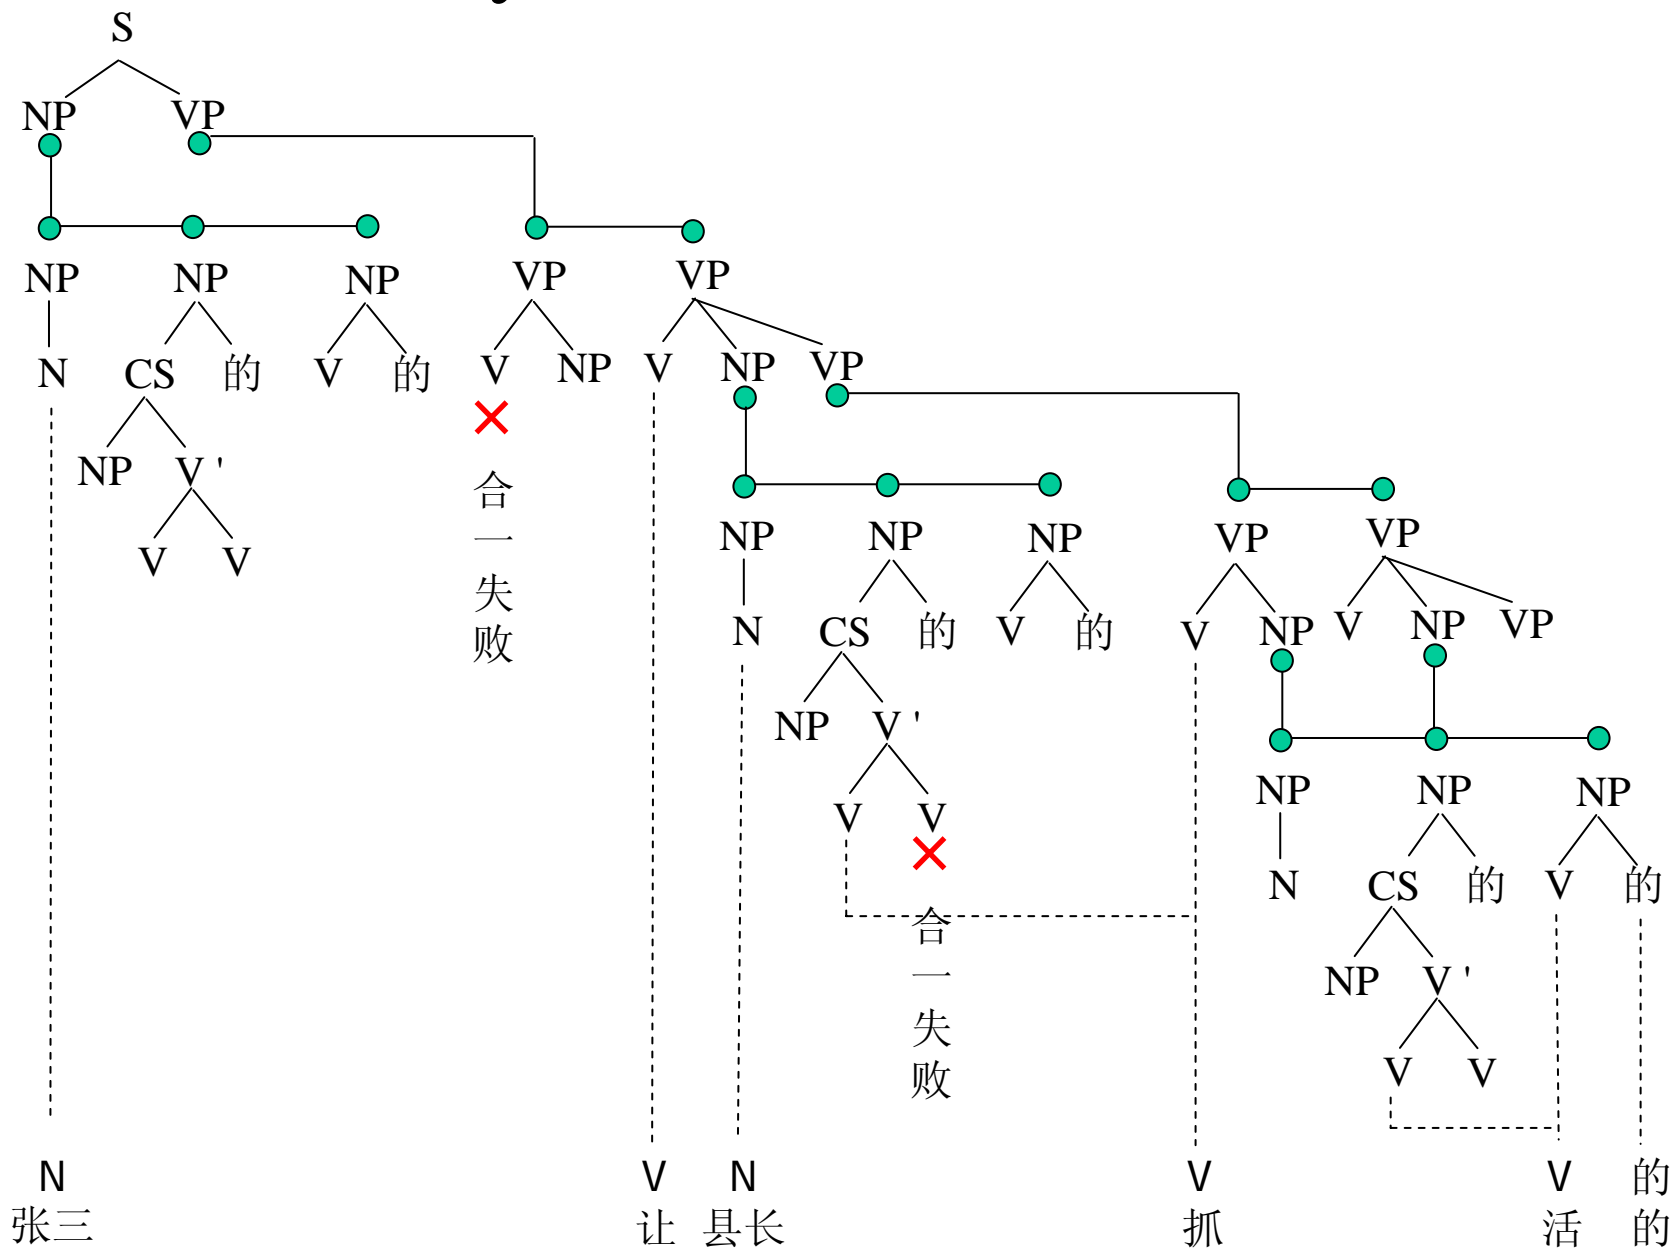 S
NP VP
NP NP NP VP VP
N CS 的 V 的 V NP V NP VP
NP V '
V V
合一失败
NP NP NP VP VP
N CS 的 V 的 V NP V NP VP
NP V '
V V
合一失败
NP NP NP
N CS 的 V 的
NP V '
V V
N V N V V 的
张三 让 县长 抓 活 的